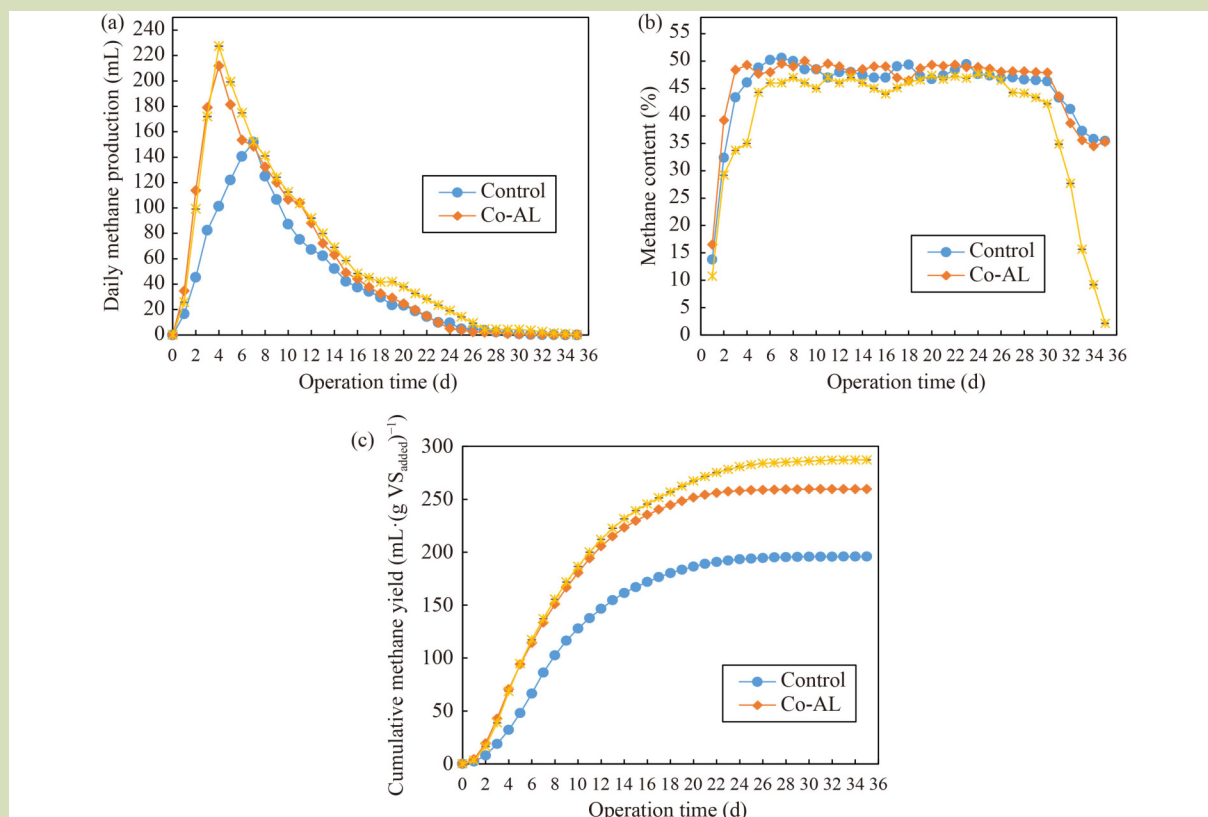 (a)
240
220
200
180
160
140
120
100
80
60
40
20
0
Daily methane production (mL)
Control
Co-AL
0 2 4 6 8 10 12 14 16 18 20 22 24 26 28 30 32 34 36
Operation time (d)
(b)
55
50
45
40
35
30
25
20
15
10
5
0
Methane content (%)
Control
Co-AL
0 2 4 6 8 10 12 14 16 18 20 22 24 26 28 30 32 34 36
Operation time (d)
(c)
300
250
200
150
100
50
0
Cumulative methane yield (mL·(g VSadded)−1)
Control
Co-AL
0 2 4 6 8 10 12 14 16 18 20 22 24 26 28 30 32 34 36
Operation time (d)